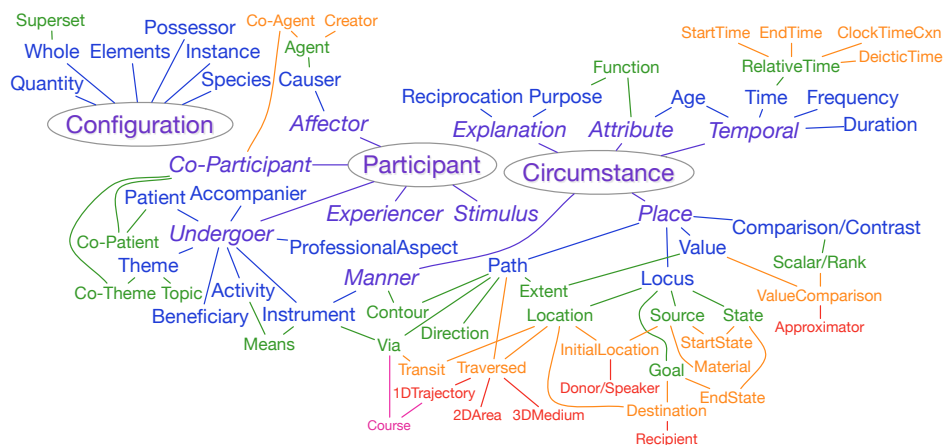 Superset
Co-Agent
Creator
StartTime
EndTime
ClockTimeCxn
Possessor
Whole
Elements
Instance
Agent
DeicticTime
Function
RelativeTime
Quantity
Species
Causer
Reciprocation
Purpose
Age
Time
Frequency
Configuration
Affector
Explanation
Attribute
Temporal
Duration
Co-Participant
Participant
Circumstance
Patient
Accompanier
Experiencer
Stimulus
Place
Comparison/Contrast
Undergoer
Co-Patient
ProfessionalAspect
Value
Theme
Manner
Path
Scalar/Rank
Locus
Co-Theme
Topic
Activity
Extent
ValueComparison
Beneficiary
Instrument
Contour
Location
Source
State
Approximator
Direction
Means
Via
InitialLocation
StartState
Transit
Traversed
Goal
Material
1DTrajectory
Donor/Speaker
EndState
2DArea
3DMedium
Destination
Course
Recipient